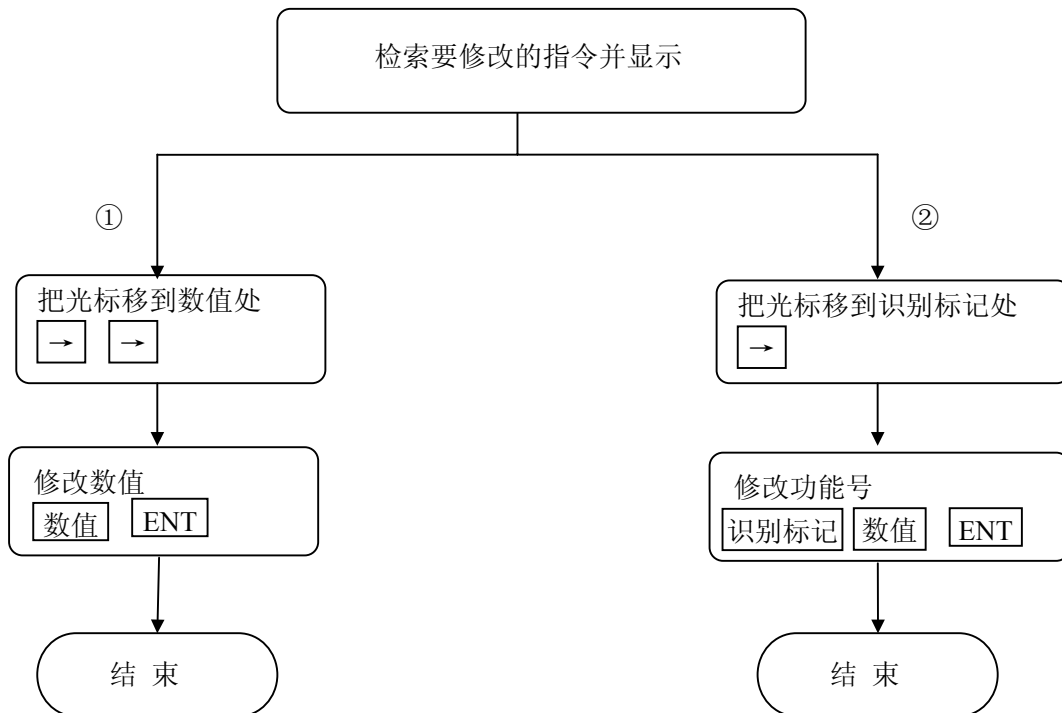 检索要修改的指令并显示
①
②
把光标移到数值处
→ →
把光标移到识别标记处
→
修改数值
数值 ENT
修改功能号
识别标记 数值 ENT
结 束
结 束